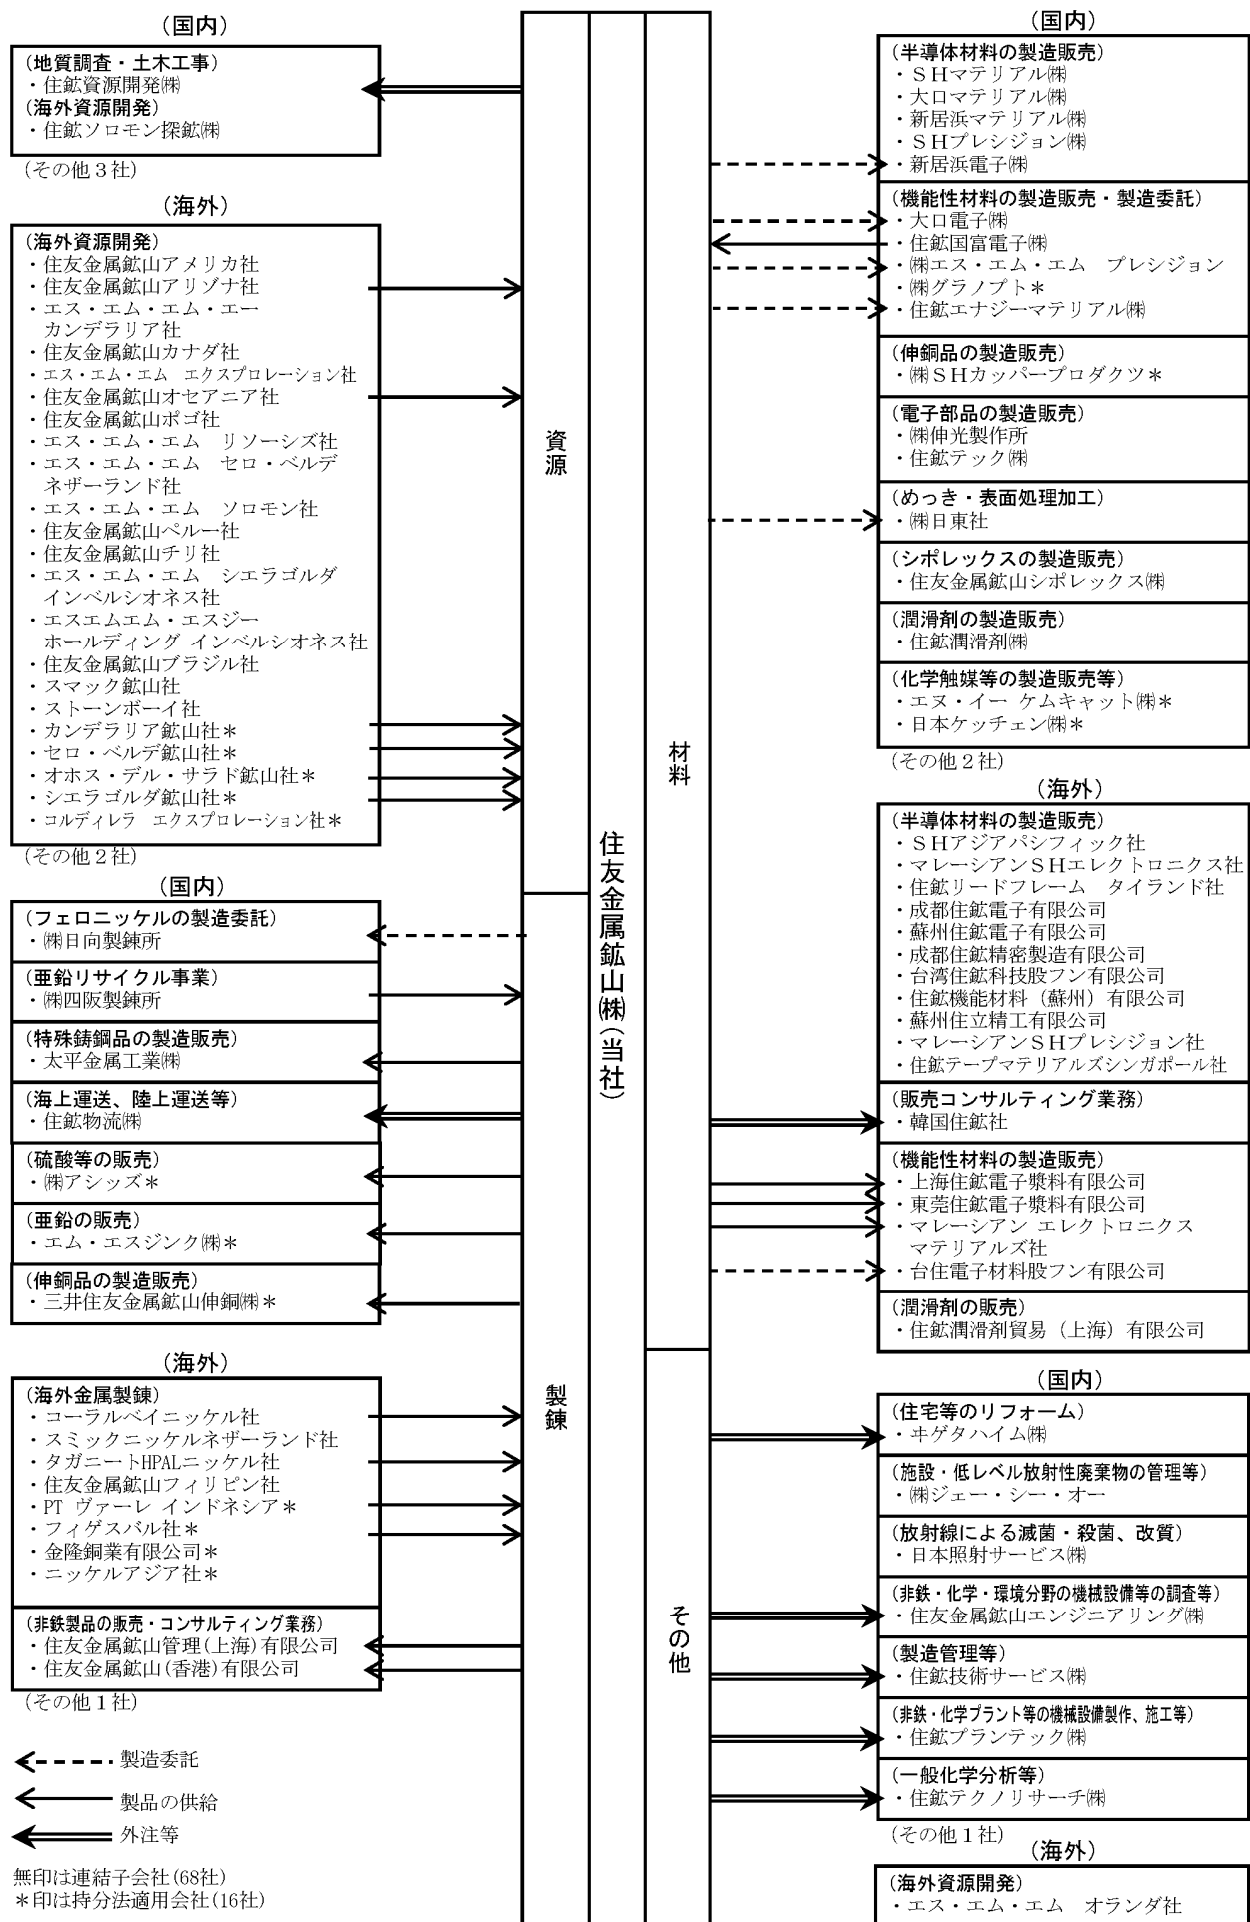 (国内)
(地質調査・土木工事)
・住鉱資源開発㈱
(海外資源開発)
・住鉱ソロモン探鉱㈱
(その他３社)
(海外)
(海外資源開発)
・住友金属鉱山アメリカ社
・住友金属鉱山アリゾナ社
・エス・エム・エム・エー
カンデラリア社
・住友金属鉱山カナダ社
・エス・エム・エム　エクスプロレーション社
・住友金属鉱山オセアニア社
・住友金属鉱山ポゴ社
・エス・エム・エム　リソーシズ社
・エス・エム・エム　セロ・ベルデ
ネザーランド社
・エス・エム・エム　ソロモン社
・住友金属鉱山ペルー社
・住友金属鉱山チリ社
・エス・エム・エム　シエラゴルダ
インベルシオネス社
・エスエムエム・エスジー
ホールディング インベルシオネス社
・住友金属鉱山ブラジル社
・スマック鉱山社
・ストーンボーイ社
・カンデラリア鉱山社＊
・セロ・ベルデ鉱山社＊
・オホス・デル・サラド鉱山社＊
・シエラゴルダ鉱山社＊
・コルディレラ　エクスプロレーション社＊
(その他２社)
(国内)
(フェロニッケルの製造委託)
・㈱日向製錬所
(亜鉛リサイクル事業)
・㈱四阪製錬所
(特殊鋳鋼品の製造販売)
・太平金属工業㈱
(海上運送、陸上運送等)
・住鉱物流㈱
(硫酸等の販売)
・㈱アシッズ＊
(亜鉛の販売)
・エム・エスジンク㈱＊
(伸銅品の製造販売)
・三井住友金属鉱山伸銅㈱＊
(海外)
(海外金属製錬)
・コーラルベイニッケル社
・スミックニッケルネザーランド社
・タガニートHPALニッケル社
・住友金属鉱山フィリピン社
・PT ヴァーレ インドネシア＊
・フィゲスバル社＊
・金隆銅業有限公司＊
・ニッケルアジア社＊
(非鉄製品の販売・コンサルティング業務)
・住友金属鉱山管理(上海)有限公司
・住友金属鉱山(香港)有限公司
(その他１社)
製造委託
製品の供給
外注等
無印は連結子会社(68社)
＊印は持分法適用会社(16社)
資源
製錬
住友金属鉱山㈱(当社)
材料
その他
(国内)
(半導体材料の製造販売)
・ＳＨマテリアル㈱
・大口マテリアル㈱
・新居浜マテリアル㈱
・ＳＨプレシジョン㈱
・新居浜電子㈱
(機能性材料の製造販売・製造委託)
・大口電子㈱
・住鉱国富電子㈱
・㈱エス・エム・エム　プレシジョン
・㈱グラノプト＊
・住鉱エナジーマテリアル㈱
(伸銅品の製造販売)
・㈱ＳＨカッパープロダクツ＊
(電子部品の製造販売)
・㈱伸光製作所
・住鉱テック㈱
(めっき・表面処理加工)
・㈱日東社
(シポレックスの製造販売)
・住友金属鉱山シポレックス㈱
(潤滑剤の製造販売)
・住鉱潤滑剤㈱
(化学触媒等の製造販売等)
・エヌ・イー ケムキャット㈱＊
・日本ケッチェン㈱＊
(その他２社)
(海外)
(半導体材料の製造販売)
・ＳＨアジアパシフィック社
・マレーシアンＳＨエレクトロニクス社
・住鉱リードフレーム　タイランド社
・成都住鉱電子有限公司
・蘇州住鉱電子有限公司
・成都住鉱精密製造有限公司
・台湾住鉱科技股フン有限公司
・住鉱機能材料（蘇州）有限公司
・蘇州住立精工有限公司
・マレーシアンＳＨプレシジョン社
・住鉱テープマテリアルズシンガポール社
(販売コンサルティング業務)
・韓国住鉱社
(機能性材料の製造販売)
・上海住鉱電子漿料有限公司
・東莞住鉱電子漿料有限公司
・マレーシアン エレクトロニクス
マテリアルズ社
・台住電子材料股フン有限公司
(潤滑剤の販売)
・住鉱潤滑剤貿易（上海）有限公司
(国内)
(住宅等のリフォーム)
・ヰゲタハイム㈱
(施設・低レベル放射性廃棄物の管理等)
・㈱ジェー・シー・オー
(放射線による滅菌・殺菌、改質)
・日本照射サービス㈱
(非鉄・化学・環境分野の機械設備等の調査等)
・住友金属鉱山エンジニアリング㈱
(製造管理等)
・住鉱技術サービス㈱
(非鉄・化学プラント等の機械設備製作、施工等)
・住鉱プランテック㈱
(一般化学分析等)
・住鉱テクノリサーチ㈱
(その他１社)
(海外)
(海外資源開発)
・エス・エム・エム　オランダ社